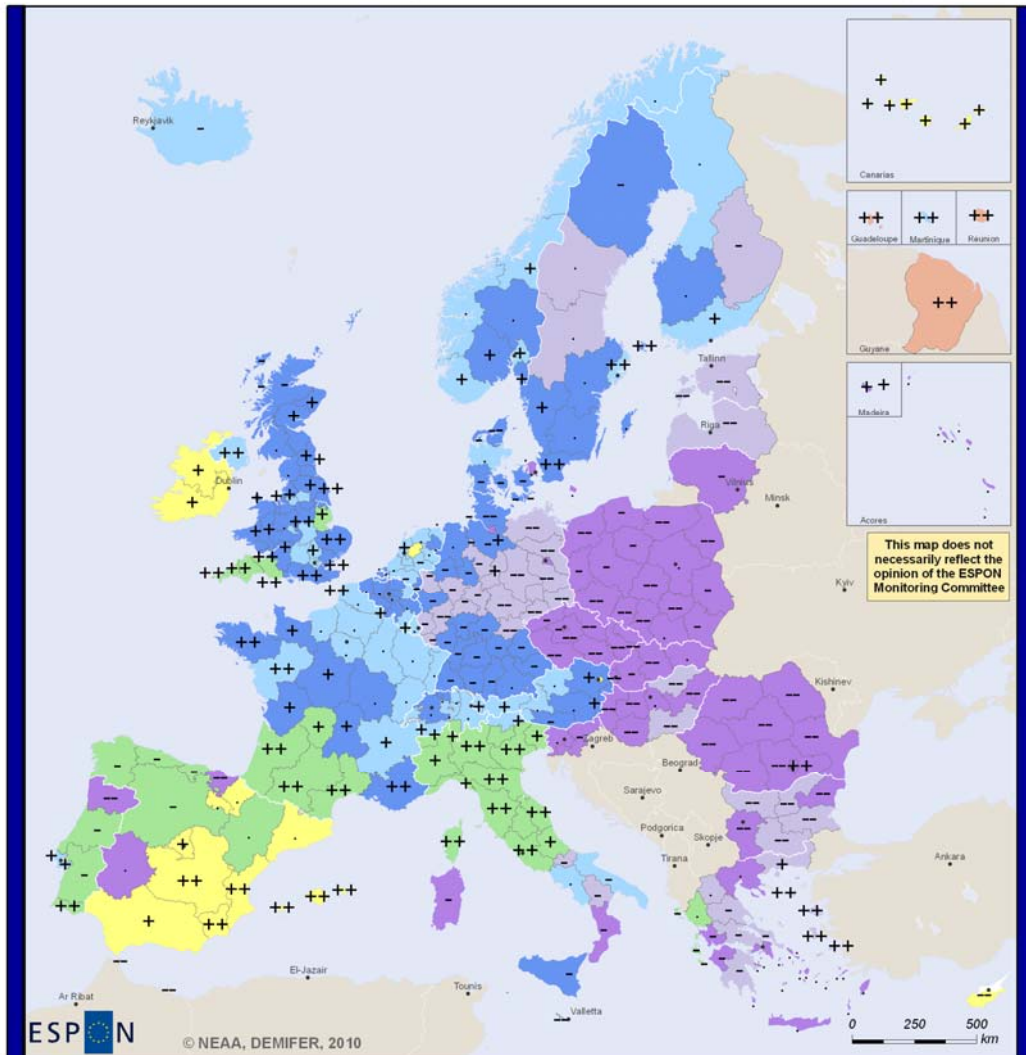 Reykjavik
Canarias
Guadeloupe
Martinique
Reunion
Guyane
Madeira
Acores
This map does not
necessarily reflect the
opinion of the ESPON
Monitoring Committee
Tallinn
Riga
Vilnius
Minsk
Dublin
Kyiv
Kishinev
Zagreb
Beograd
Sarajevo
Podgorica
Skopje
Tirana
Ankara
El-Jazair
Tounis
Ar Ribat
Valletta
ESPON
© NEAA, DEMIFER, 2010
0 250 500
km